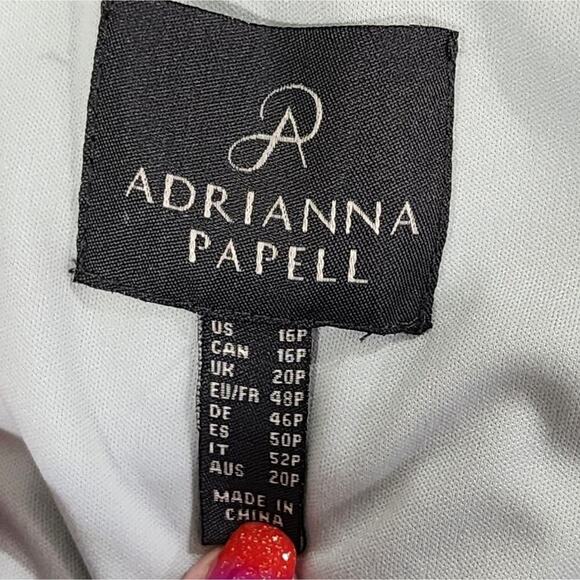 ADRIANNA
PAPELL
US 16P
CAN 16P
UK 20P
EU/FR 48P
DE 46P
ES 50P
IT 52P
AUS 20P
MADE IN
CHINA